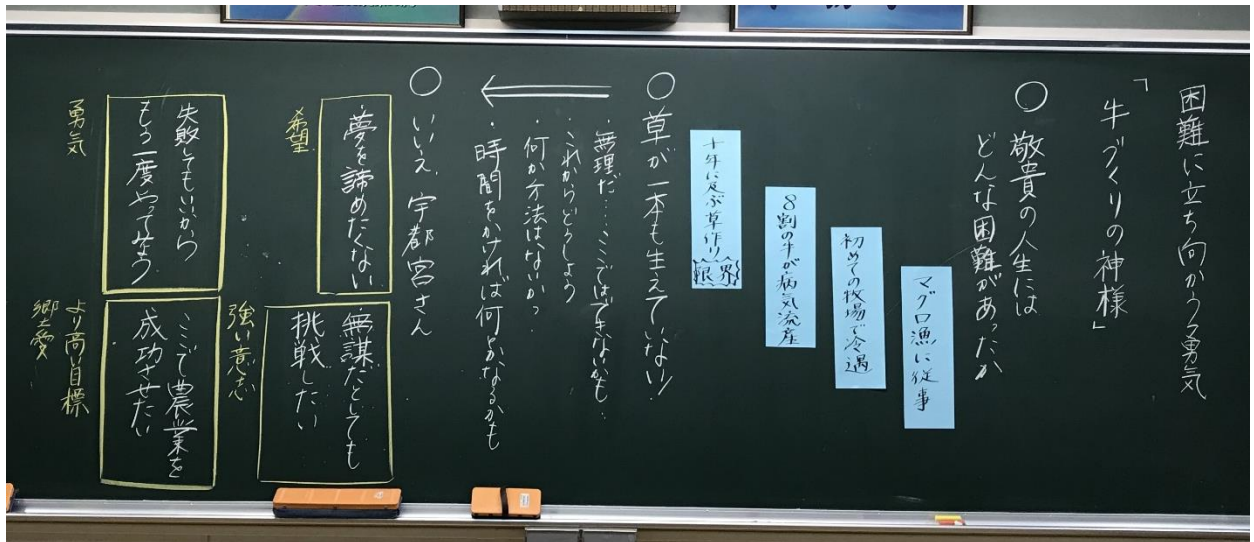 困難に立ち向かう勇気
「牛づくりの神様」
○ 敬貴の人生には
どんな困難があったか
マグロ漁に従事
初めての牧場で冷遇
8割の牛が病気流産
十年に及ぶ草作り 限界
○ 草が一本も生えていない!
・無理だ……ここではできないかも…
・これからどうしよう
・何か方法はないか?
・時間をかければ何とかなるかも
○ いいえ、宇都宮さん
夢を諦めたくない
希望
無謀だとしても
挑戦したい
強い意志
失敗してもいいから
もう一度やってみよう
勇気
ここで農業を
成功させたい
より高い目標
郷土愛